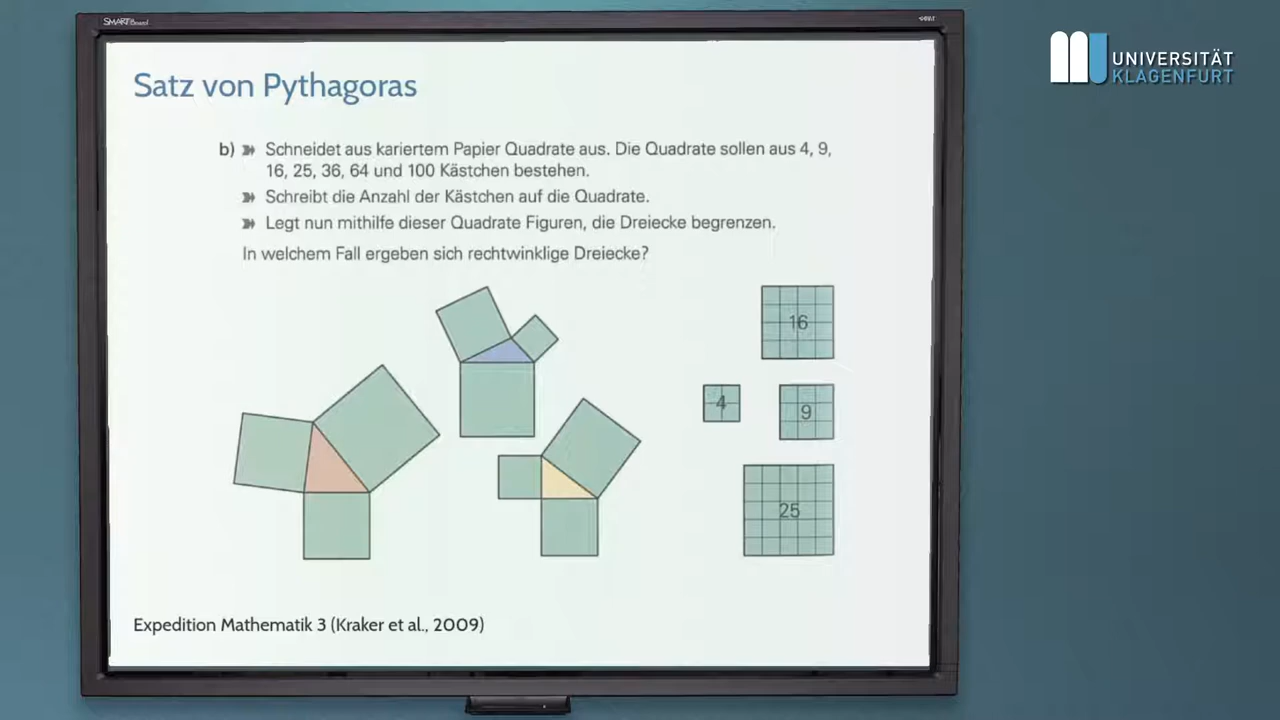 SMART Board
UNIVERSITÄT
KLAGENFURT
Satz von Pythagoras
b) Schneidet aus kariertem Papier Quadrate aus. Die Quadrate sollen aus 4, 9,
16, 25, 36, 64 und 100 Kästchen bestehen.
Schreibt die Anzahl der Kästchen auf die Quadrate.
Legt nun mithilfe dieser Quadrate Figuren, die Dreiecke begrenzen.
In welchem Fall ergeben sich rechtwinklige Dreiecke?
16
4
9
25
Expedition Mathematik 3 (Kraker et al., 2009)